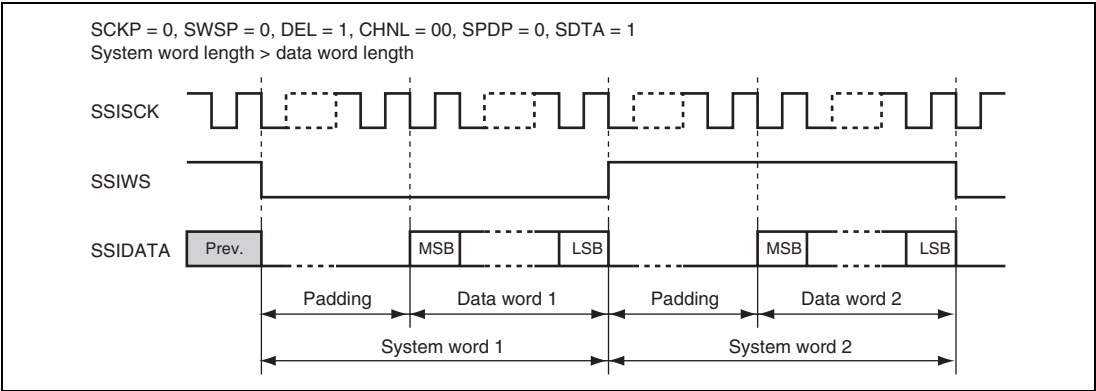 SCKP = 0, SWSP = 0, DEL = 1, CHNL = 00, SPDP = 0, SDTA = 1
System word length > data word length
SSISCK
SSIWS
SSIDATA
Prev.
MSB
LSB
MSB
LSB
Padding
Data word 1
Padding
Data word 2
System word 1
System word 2